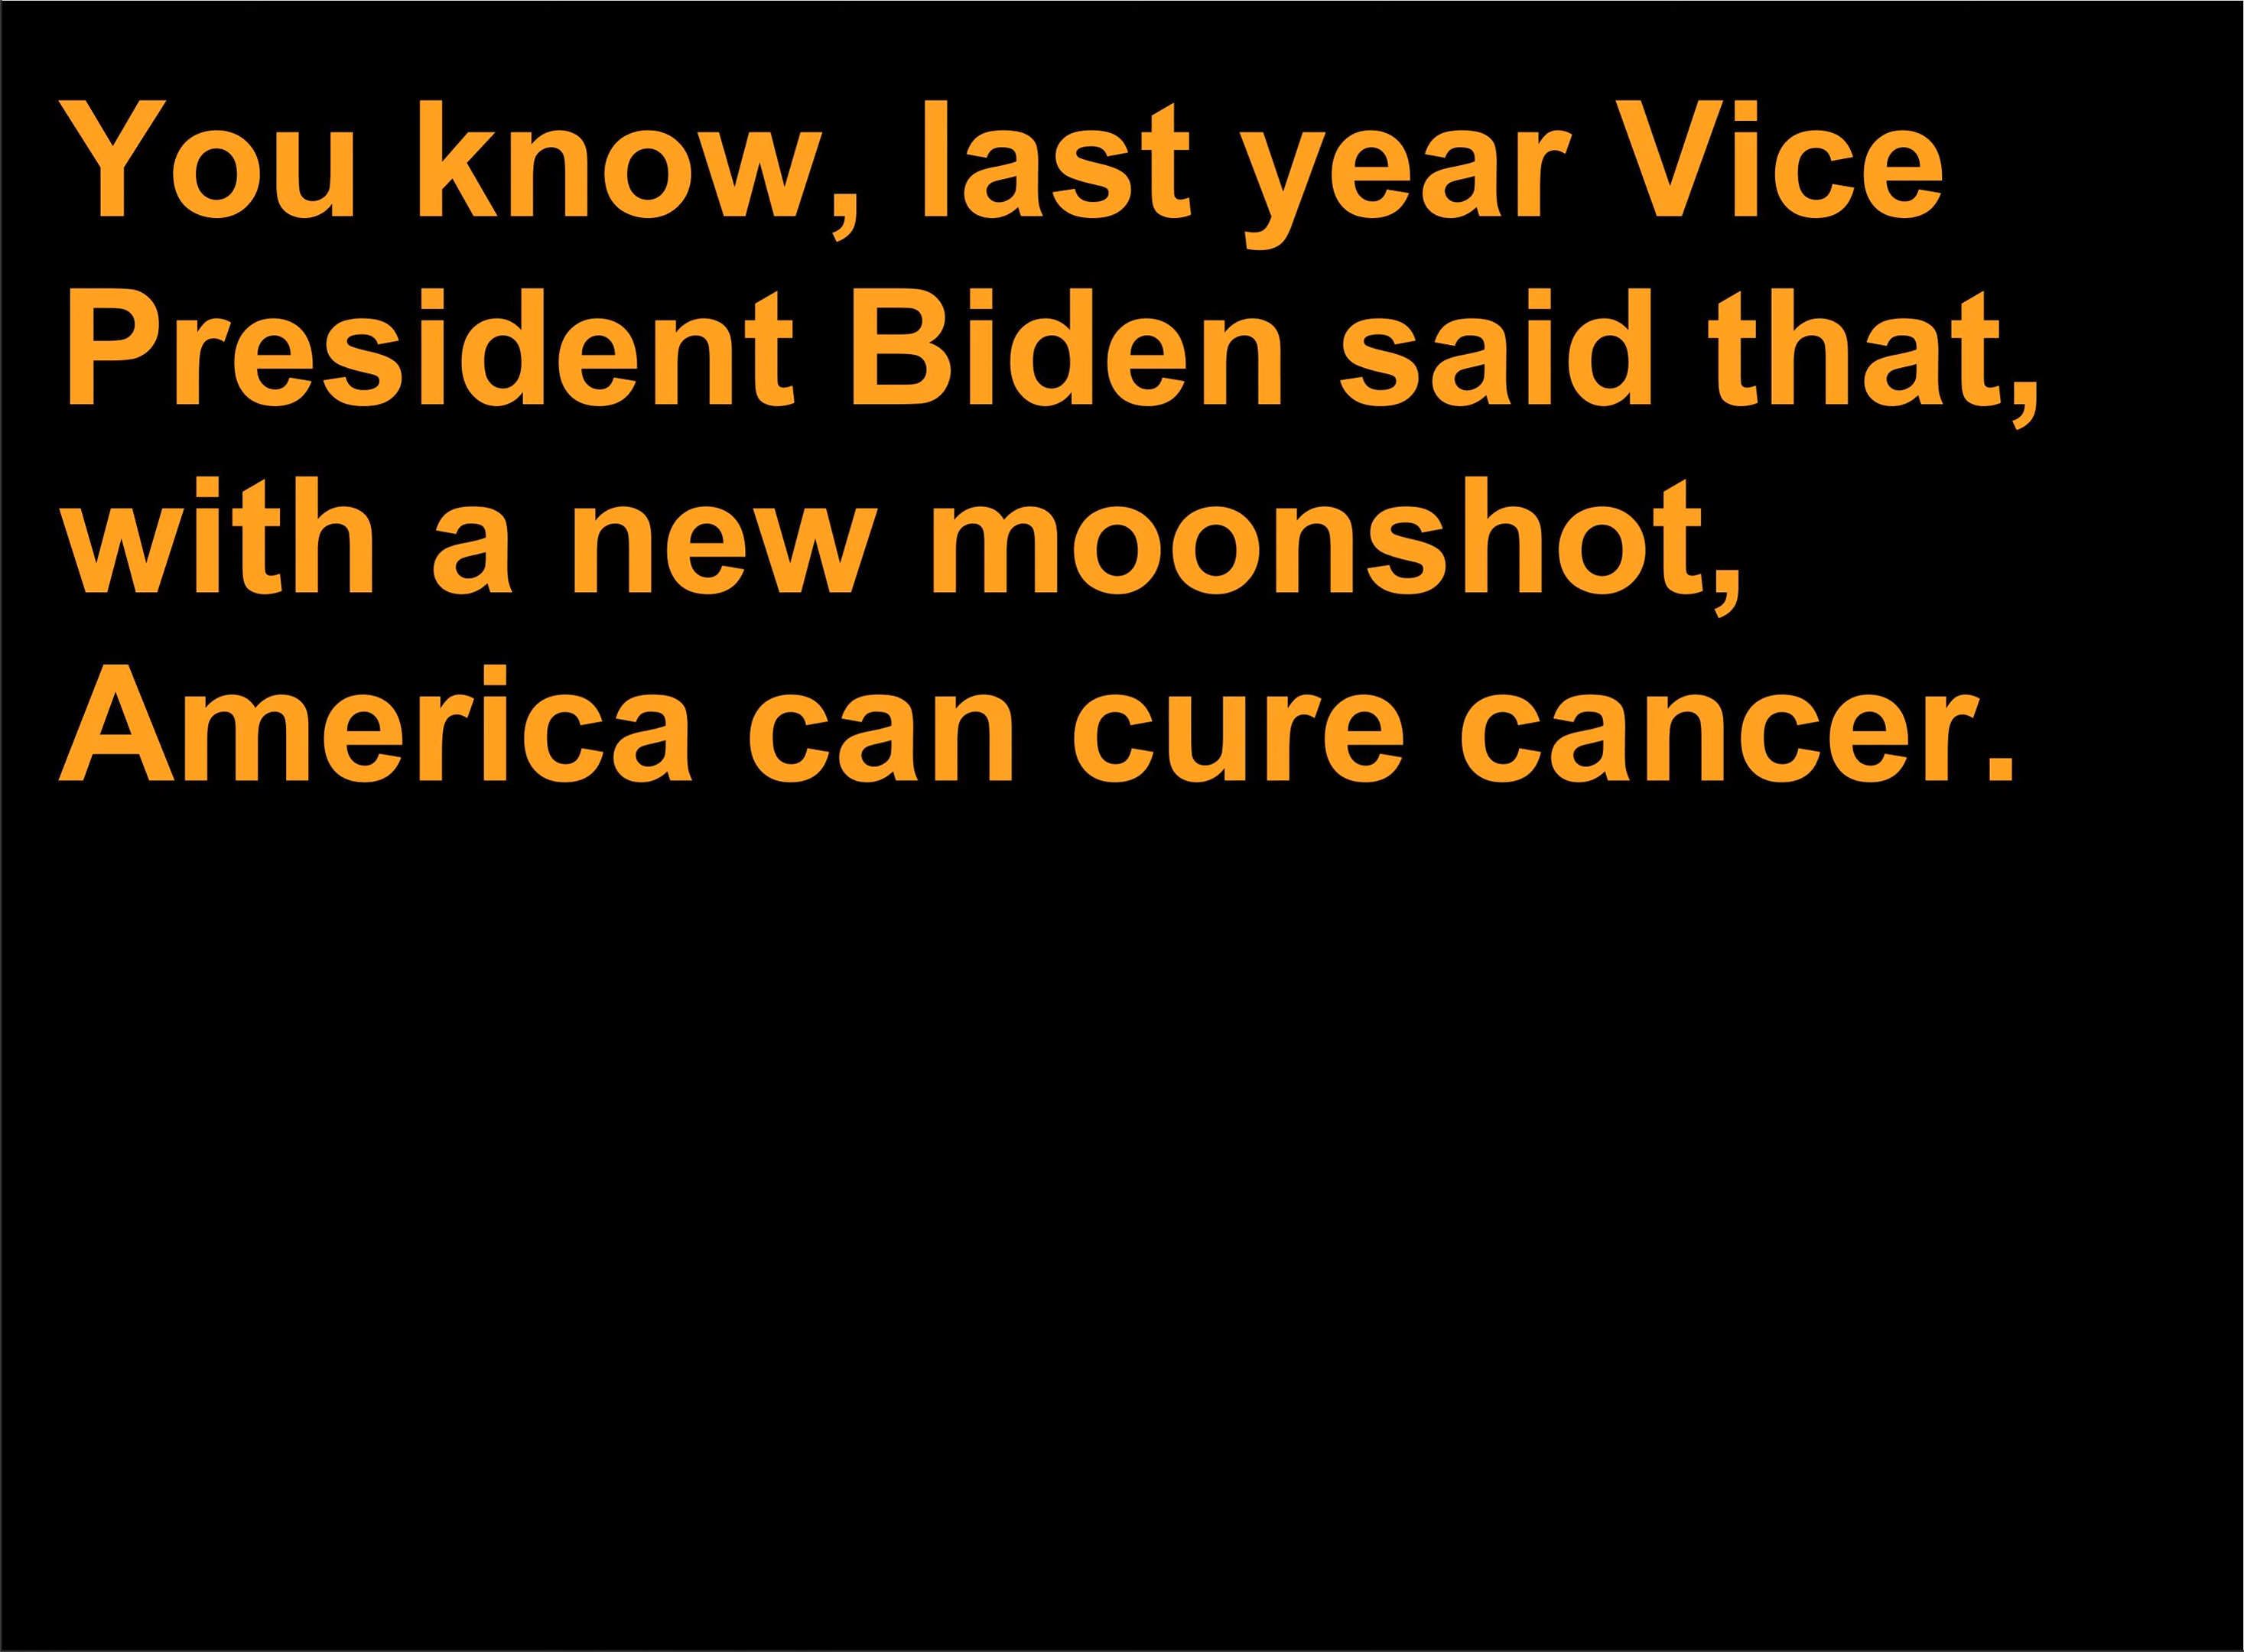 You know, last year Vice
President Biden said that,
with a new moonshot,
America can cure cancer.